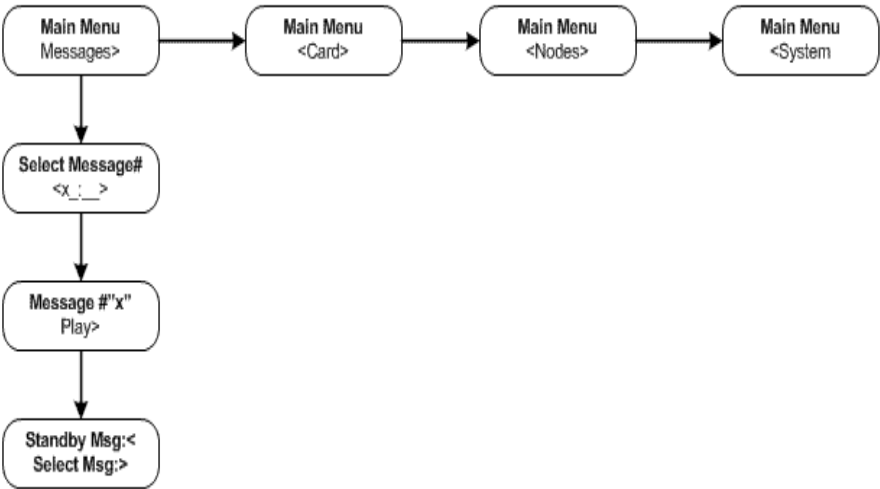 Main Menu
Messages>
Main Menu
<Card>
Main Menu
<Nodes>
Main Menu
<System
Select Message#
<x_:__>
Message #”x”
Play>
Standby Msg:<
Select Msg:>